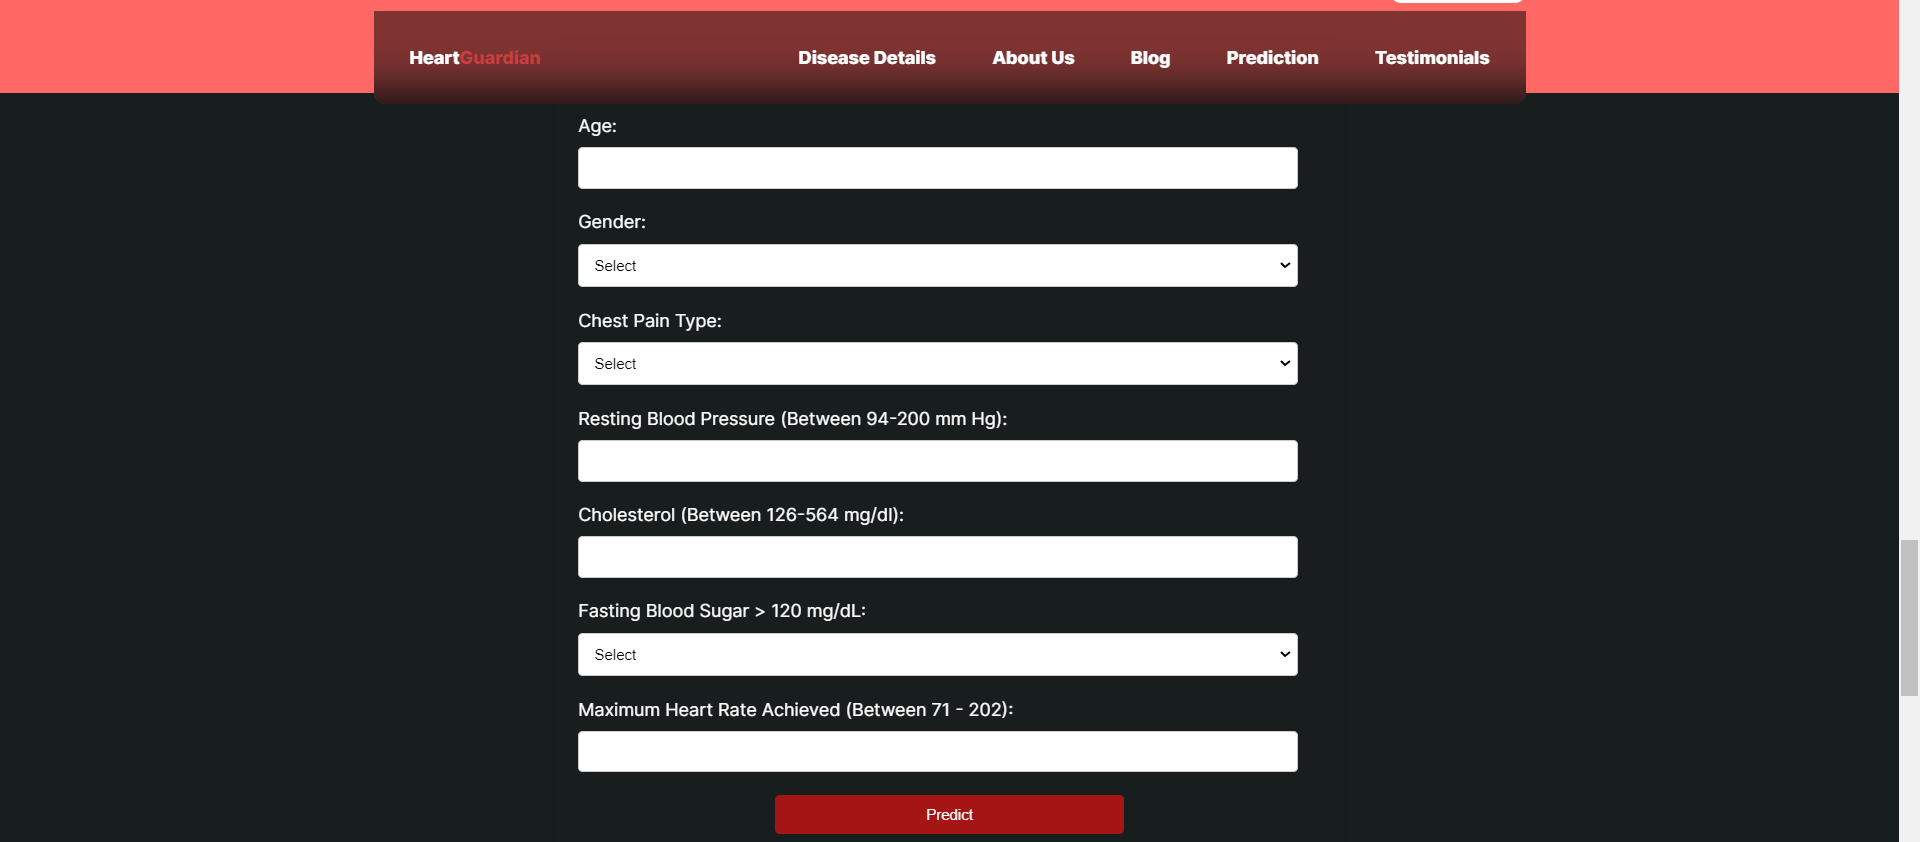 HeartGuardian Disease Details About Us Blog Prediction Testimonials
Age:
Gender:
Select
Chest Pain Type:
Select
Resting Blood Pressure (Between 94-200 mm Hg):
Cholesterol (Between 126-564 mg/dl):
Fasting Blood Sugar > 120 mg/dL:
Select
Maximum Heart Rate Achieved (Between 71 - 202):
Predict